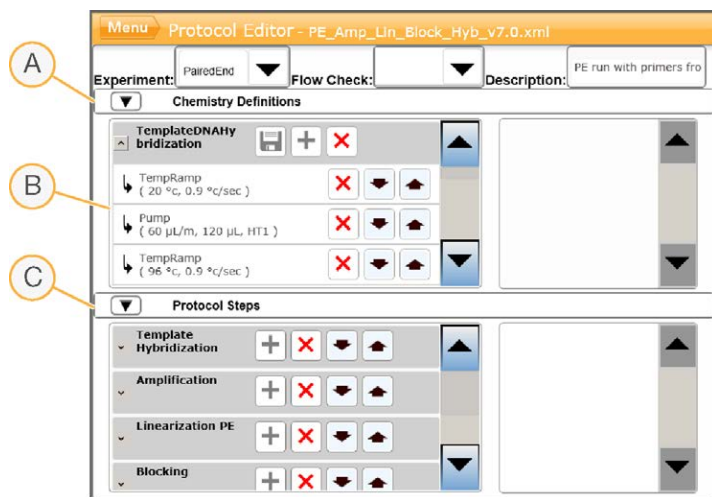 Menu Protocol Editor - PE_Amp_Lin_Block_Hyb_v7.0.xml
A
Experiment: PairedEnd Flow Check: Description: PE run with primers fro
Chemistry Definitions
TemplateDNAHy
bridization
B
TempRamp
( 20 °c, 0.9 °c/sec )
Pump
( 60 µL/m, 120 µL, HT1 )
TempRamp
( 96 °c, 0.9 °c/sec )
C
Protocol Steps
Template
Hybridization
Amplification
Linearization PE
Blocking